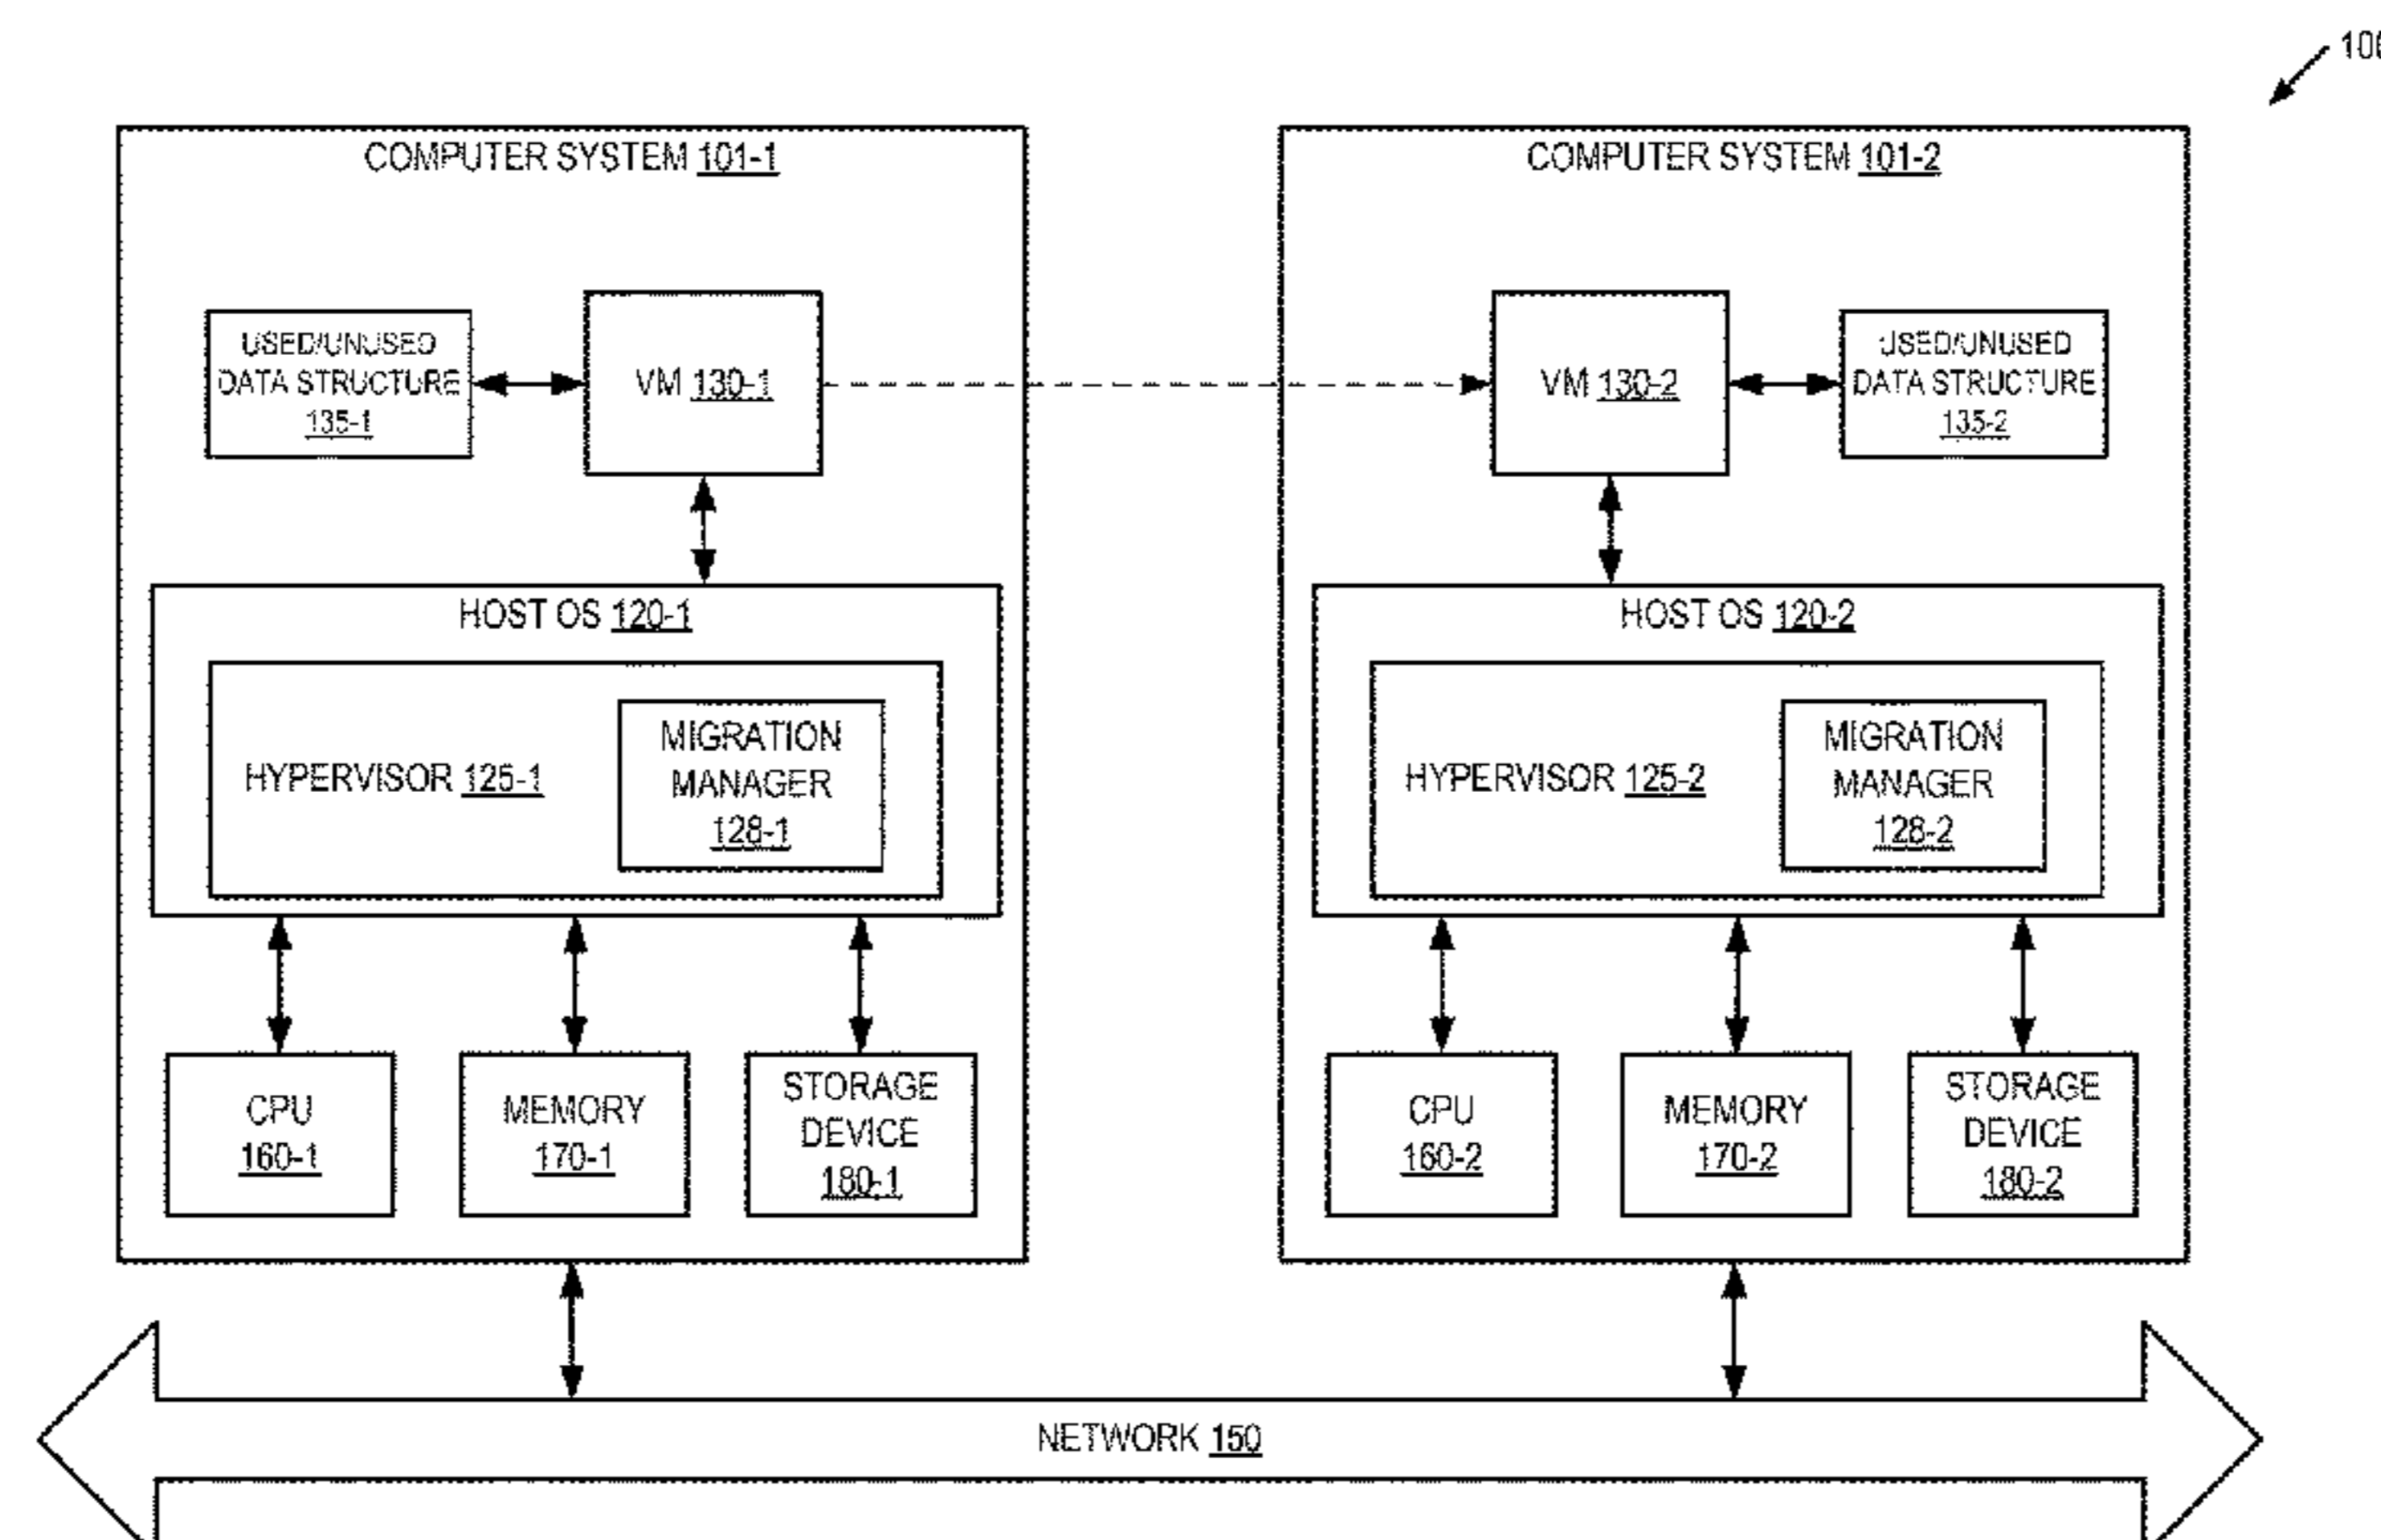 COMPUTER SYSTEM 101-1
USED/UNUSED
DATA STRUCTURE
135-1
VM 130-1
HOST OS 120-1
HYPERVISOR 125-1
MIGRATION
MANAGER
128-1
CPU
160-1
MEMORY
170-1
STORAGE
DEVICE
180-1
COMPUTER SYSTEM 101-2
VM 130-2
USED/UNUSED
DATA STRUCTURE
135-2
HOST OS 120-2
HYPERVISOR 125-2
MIGRATION
MANAGER
128-2
CPU
160-2
MEMORY
170-2
STORAGE
DEVICE
180-2
NETWORK 150